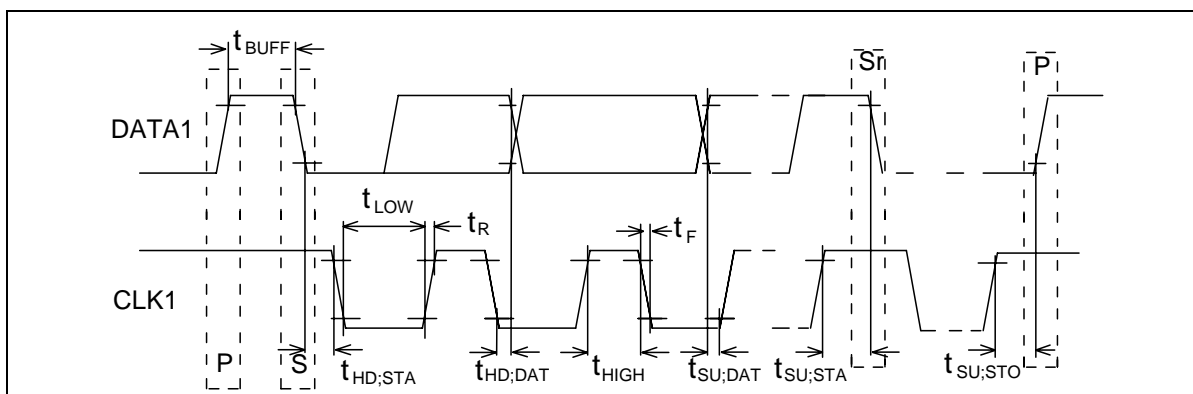 tBUFF
Sr
P
DATA1
tLOW
tR
tF
CLK1
P
S
tHD;STA
tHD;DAT
tHIGH
tSU;DAT
tSU;STA
tSU;STO